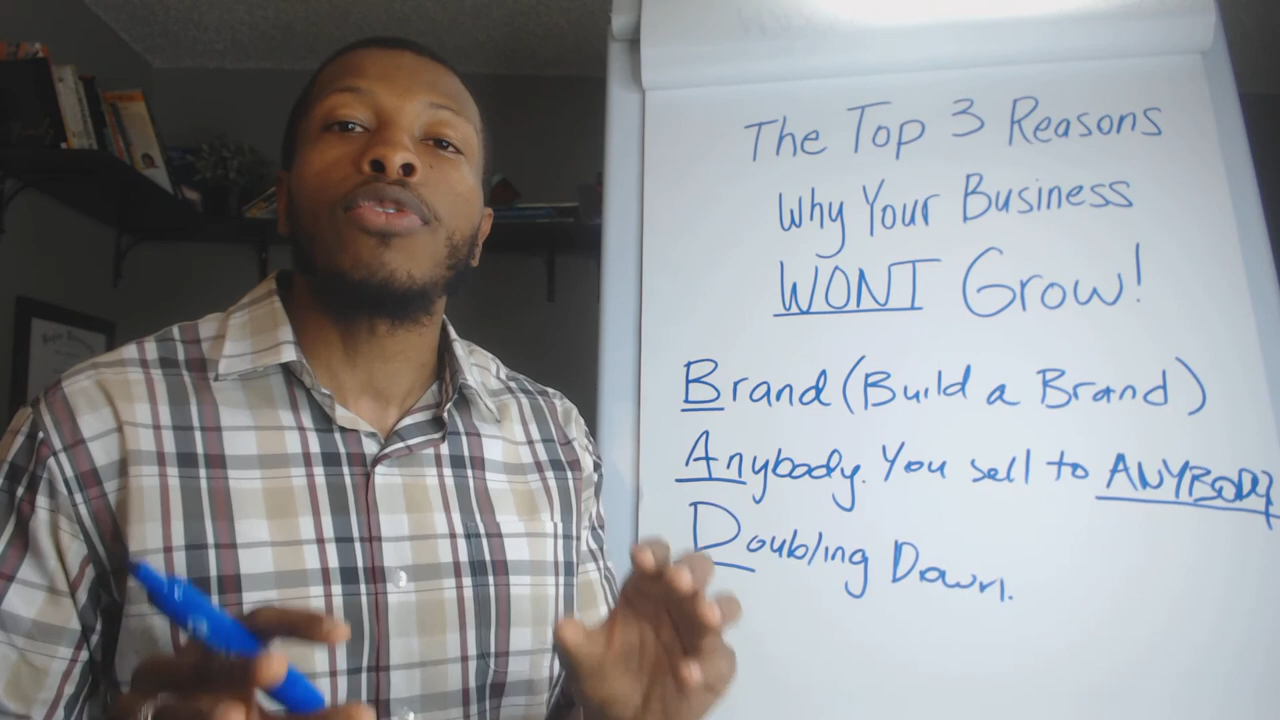 The Top 3 Reasons
Why Your Business
WONT Grow!
Brand (Build a Brand)
Anybody. You sell to ANYBODY
Doubling Down.